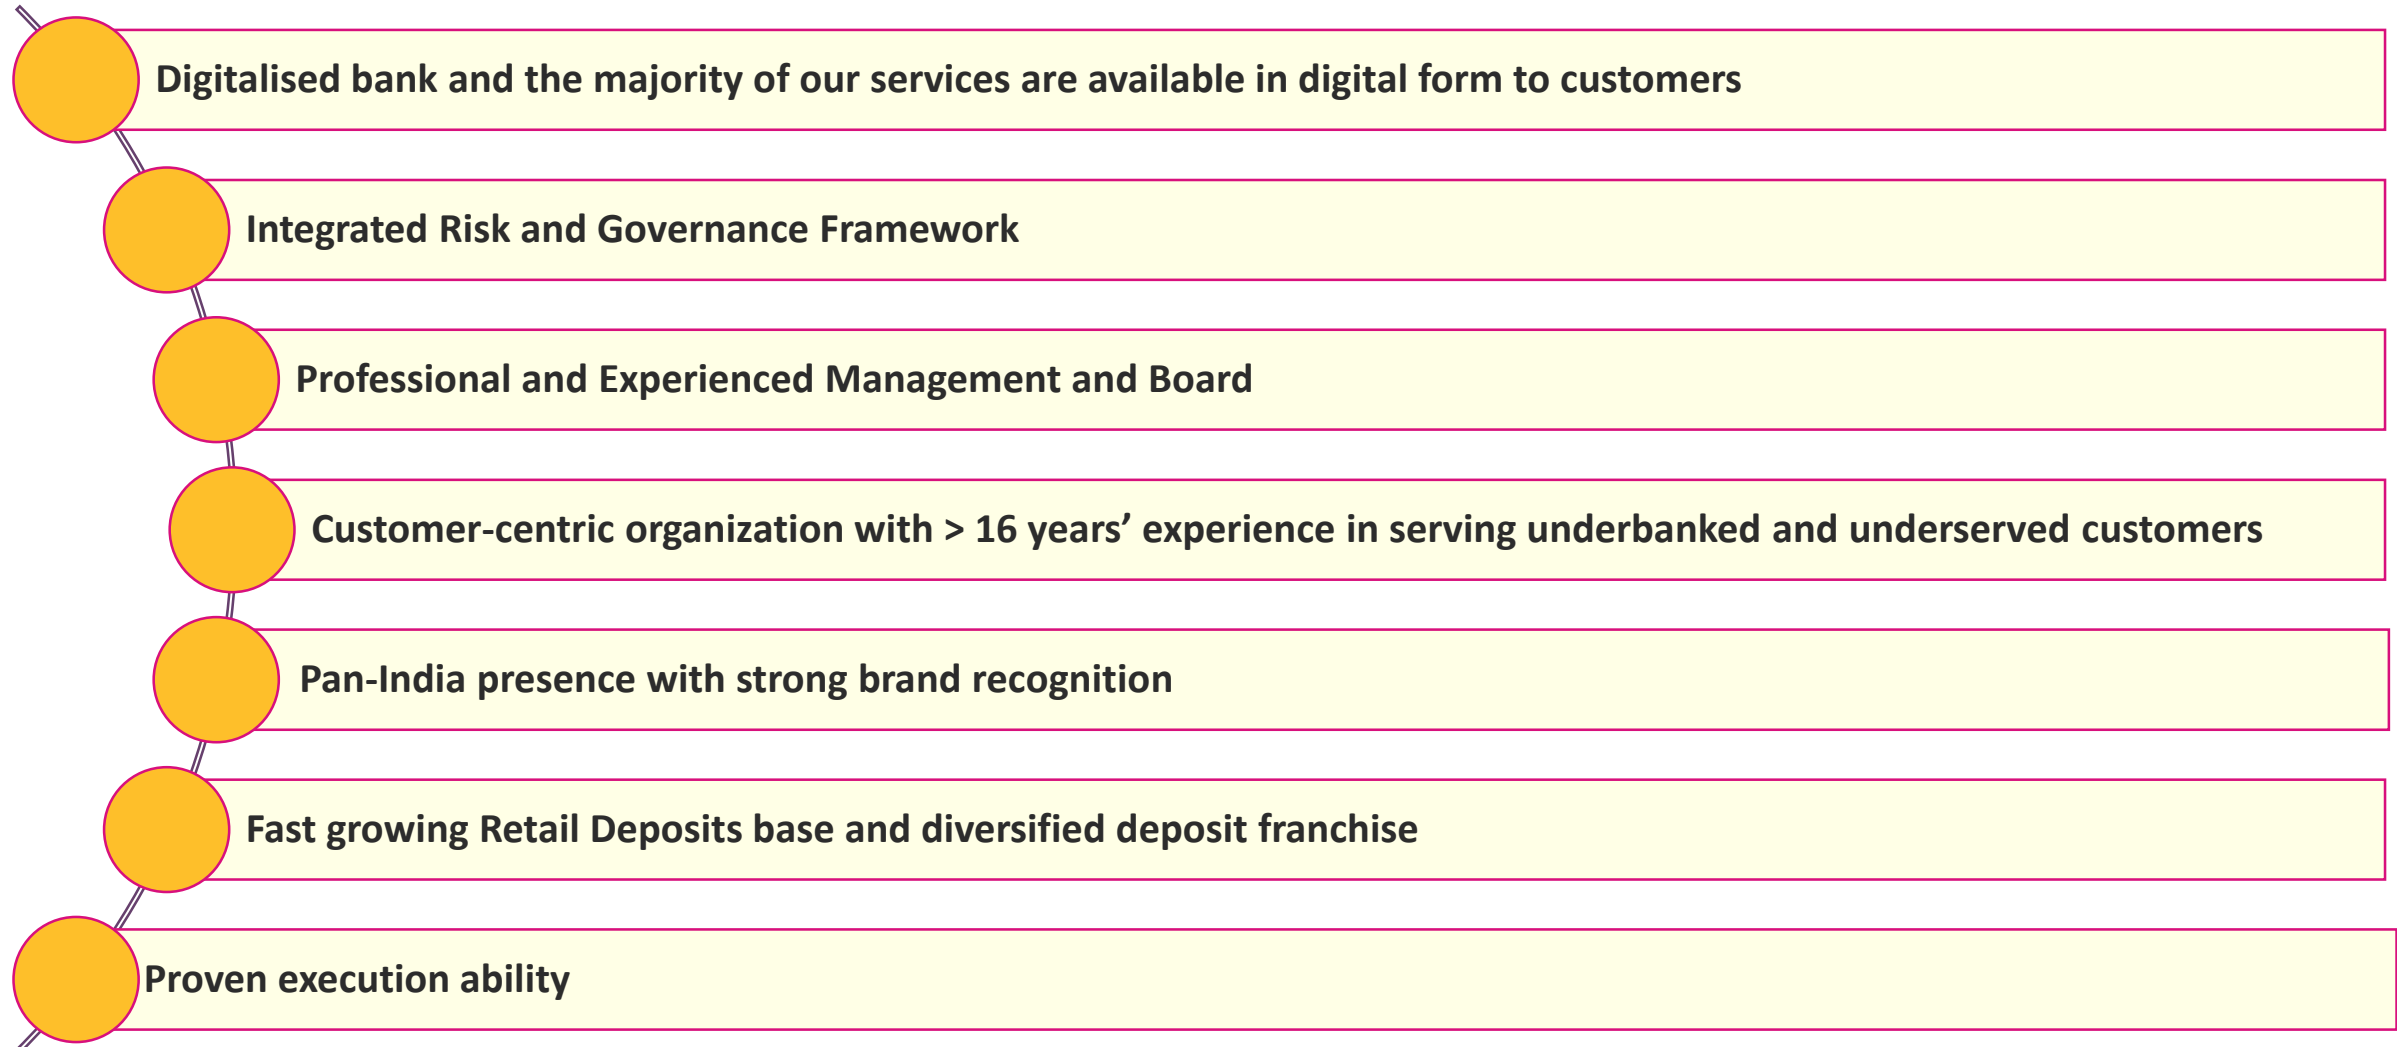 Digitalised bank and the majority of our services are available in digital form to customers
Integrated Risk and Governance Framework
Professional and Experienced Management and Board
Customer-centric organization with > 16 years’ experience in serving underbanked and underserved customers
Pan-India presence with strong brand recognition
Fast growing Retail Deposits base and diversified deposit franchise
Proven execution ability